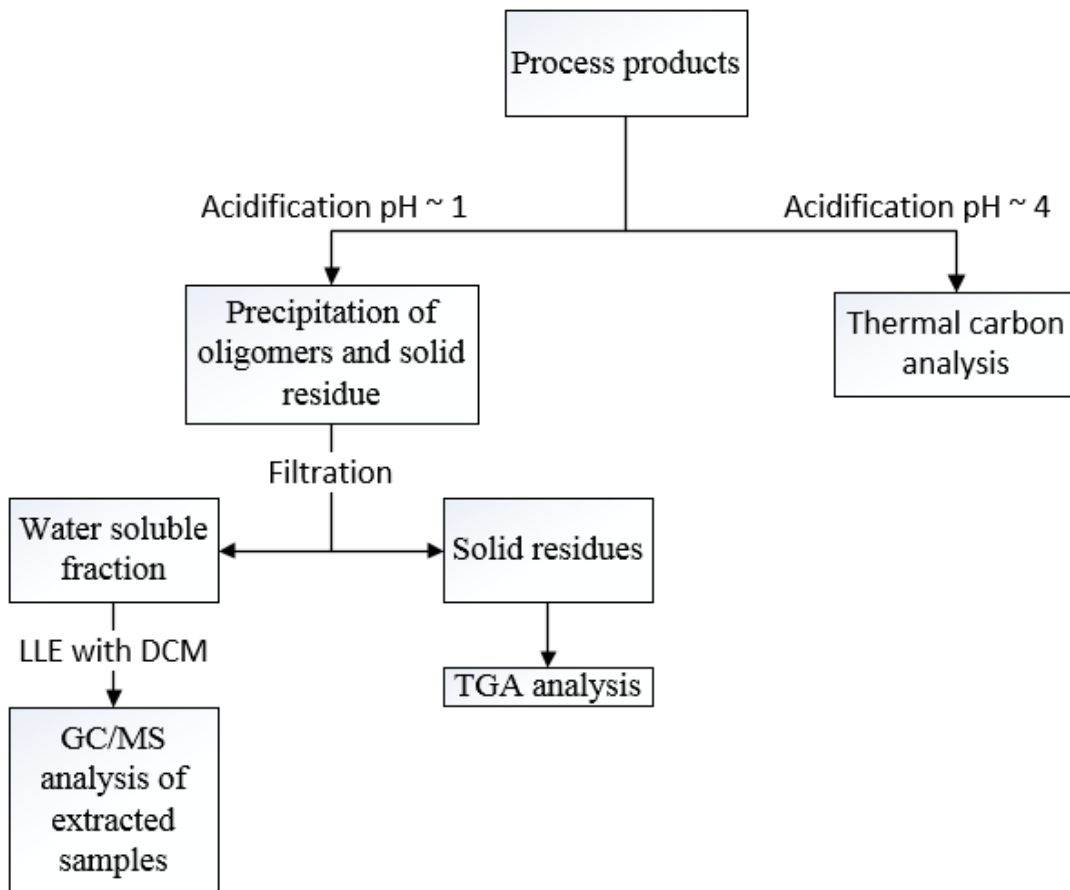 Process products
Acidification pH ~ 1
Acidification pH ~ 4
Precipitation of
oligomers and solid
residue
Thermal carbon
analysis
Filtration
Water soluble
fraction
Solid residues
LLE with DCM
TGA analysis
GC/MS
analysis of
extracted
samples